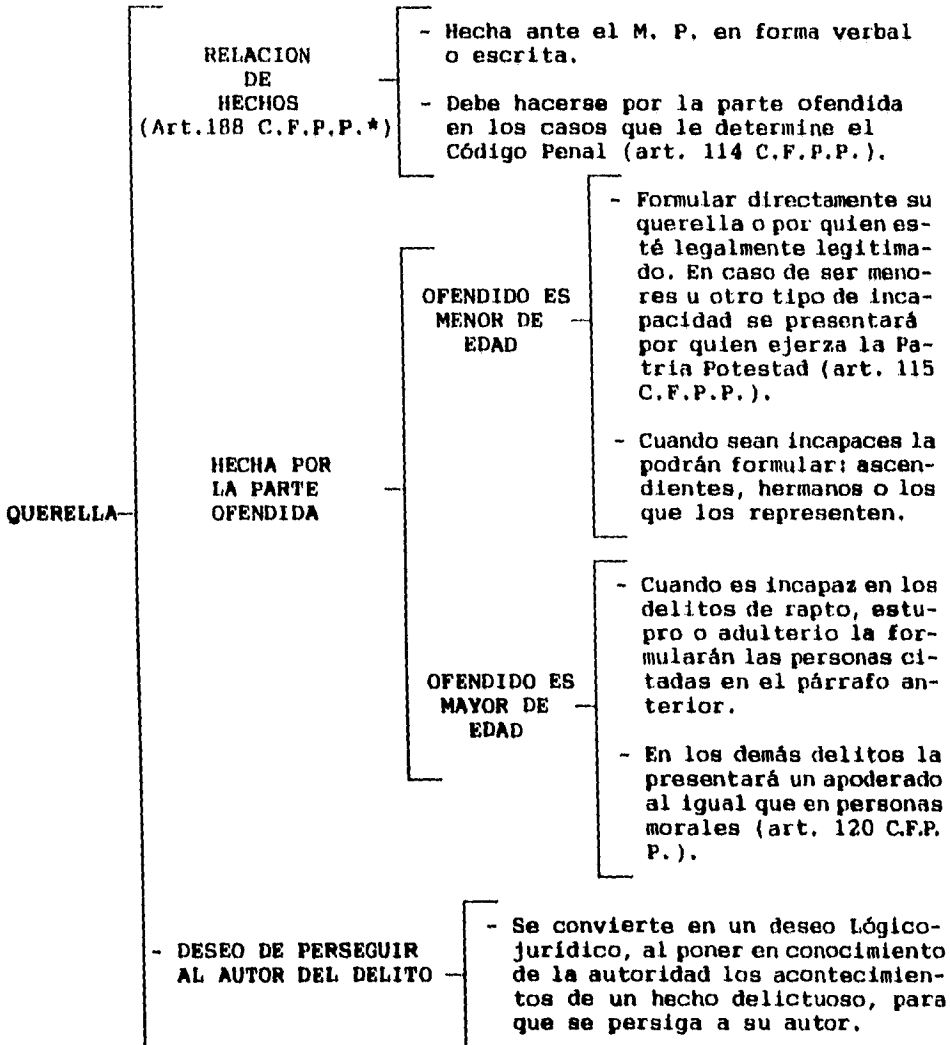 QUERELLA
RELACION
DE
HECHOS
(Art.188 C.F.P.P.*)
- Hecha ante el M. P. en forma verbal
o escrita.
- Debe hacerse por la parte ofendida
en los casos que le determine el
Código Penal (art. 114 C.F.P.P.).
HECHA POR
LA PARTE
OFENDIDA
OFENDIDO ES
MENOR DE
EDAD
- Formular directamente su
querella o por quien es-
té legalmente legitima-
do. En caso de ser meno-
res u otro tipo de inca-
pacidad se presentará
por quien ejerza la Pa-
tria Potestad (art. 115
C.F.P.P.).
- Cuando sean incapaces la
podrán formular: ascen-
dientes, hermanos o los
que los representen.
OFENDIDO ES
MAYOR DE
EDAD
- Cuando es incapaz en los
delitos de rapto, estu-
pro o adulterio la for-
mularán las personas ci-
tadas en el párrafo an-
terior.
- En los demás delitos la
presentará un apoderado
al igual que en personas
morales (art. 120 C.F.P.
P.).
- DESEO DE PERSEGUIR
AL AUTOR DEL DELITO
- Se convierte en un deseo Lógico-
jurídico, al poner en conocimiento
de la autoridad los acontecimien-
tos de un hecho delictuoso, para
que se persiga a su autor.